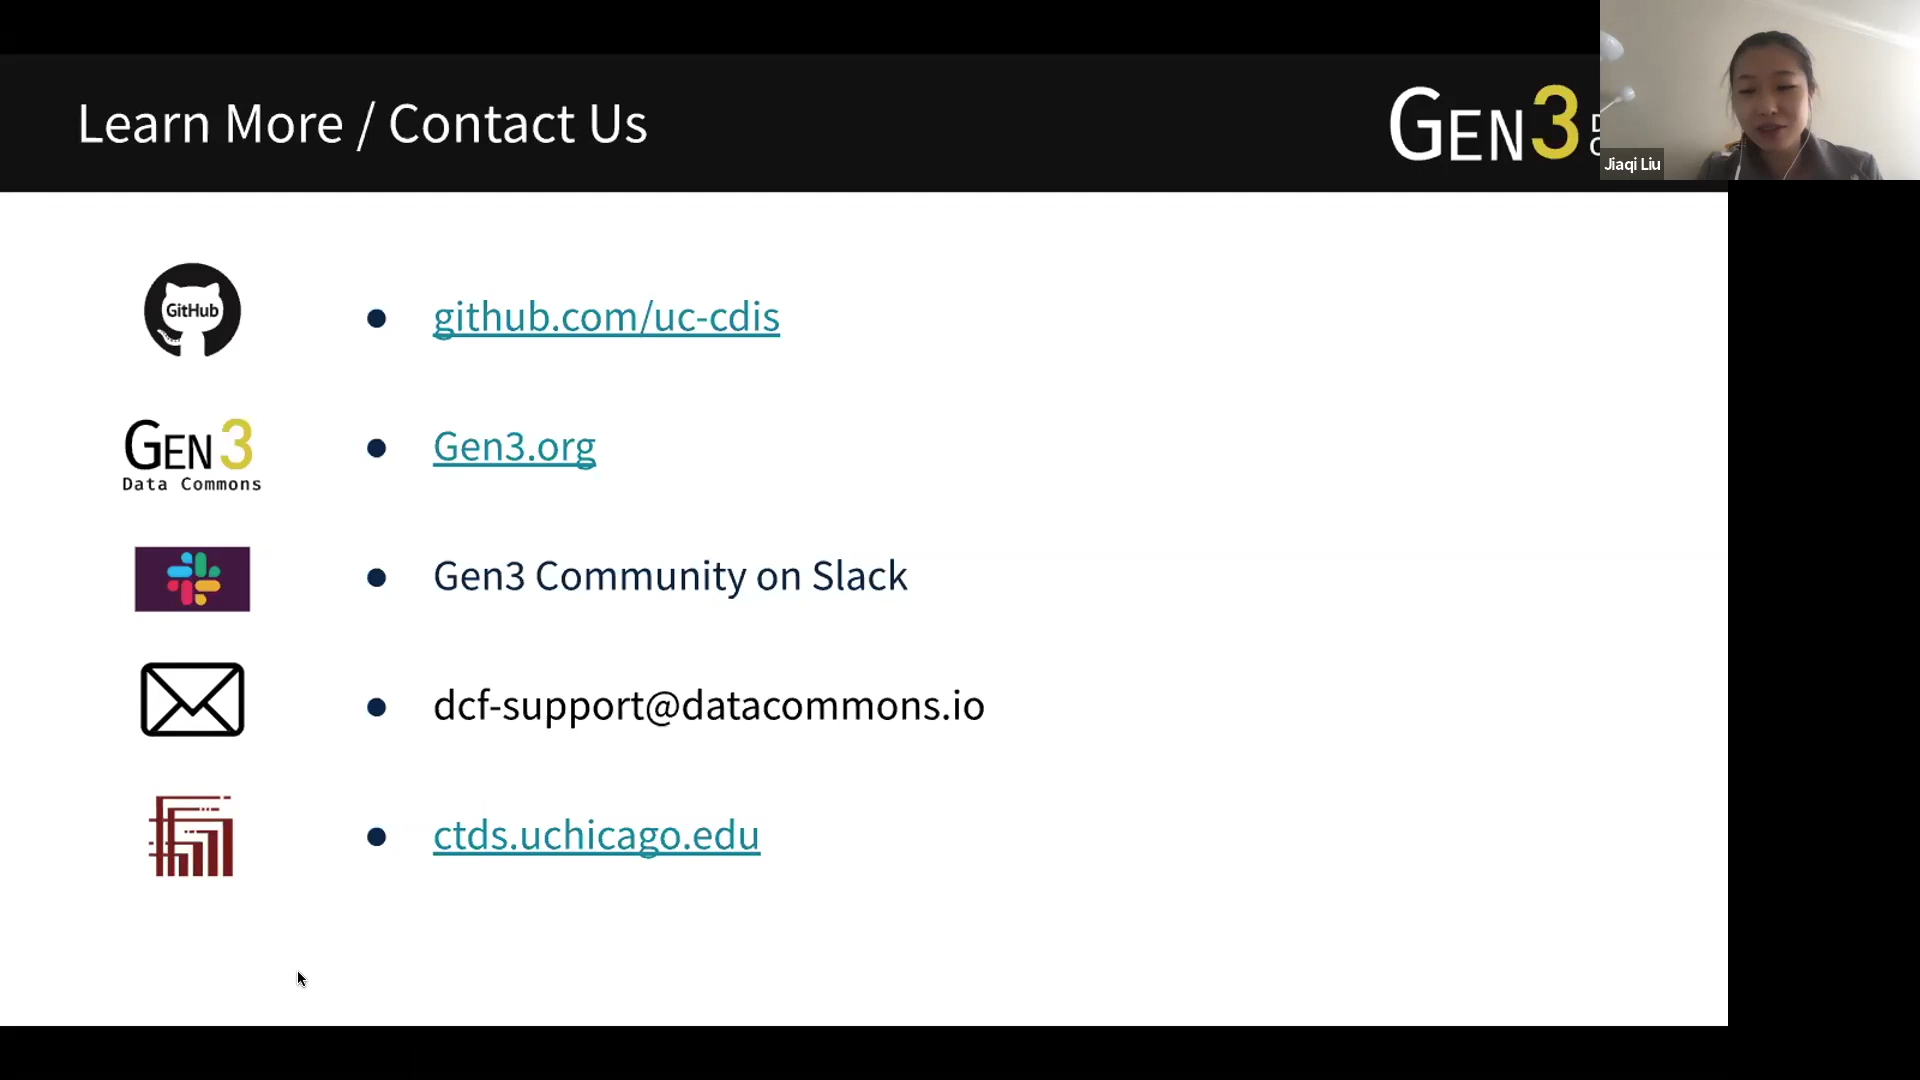 Learn More / Contact Us
GEN3
Jiaqi Liu
GitHub
github.com/uc-cdis
GEN3
Data Commons
Gen3.org
Gen3 Community on Slack
dcf-support@datacommons.io
ctds.uchicago.edu